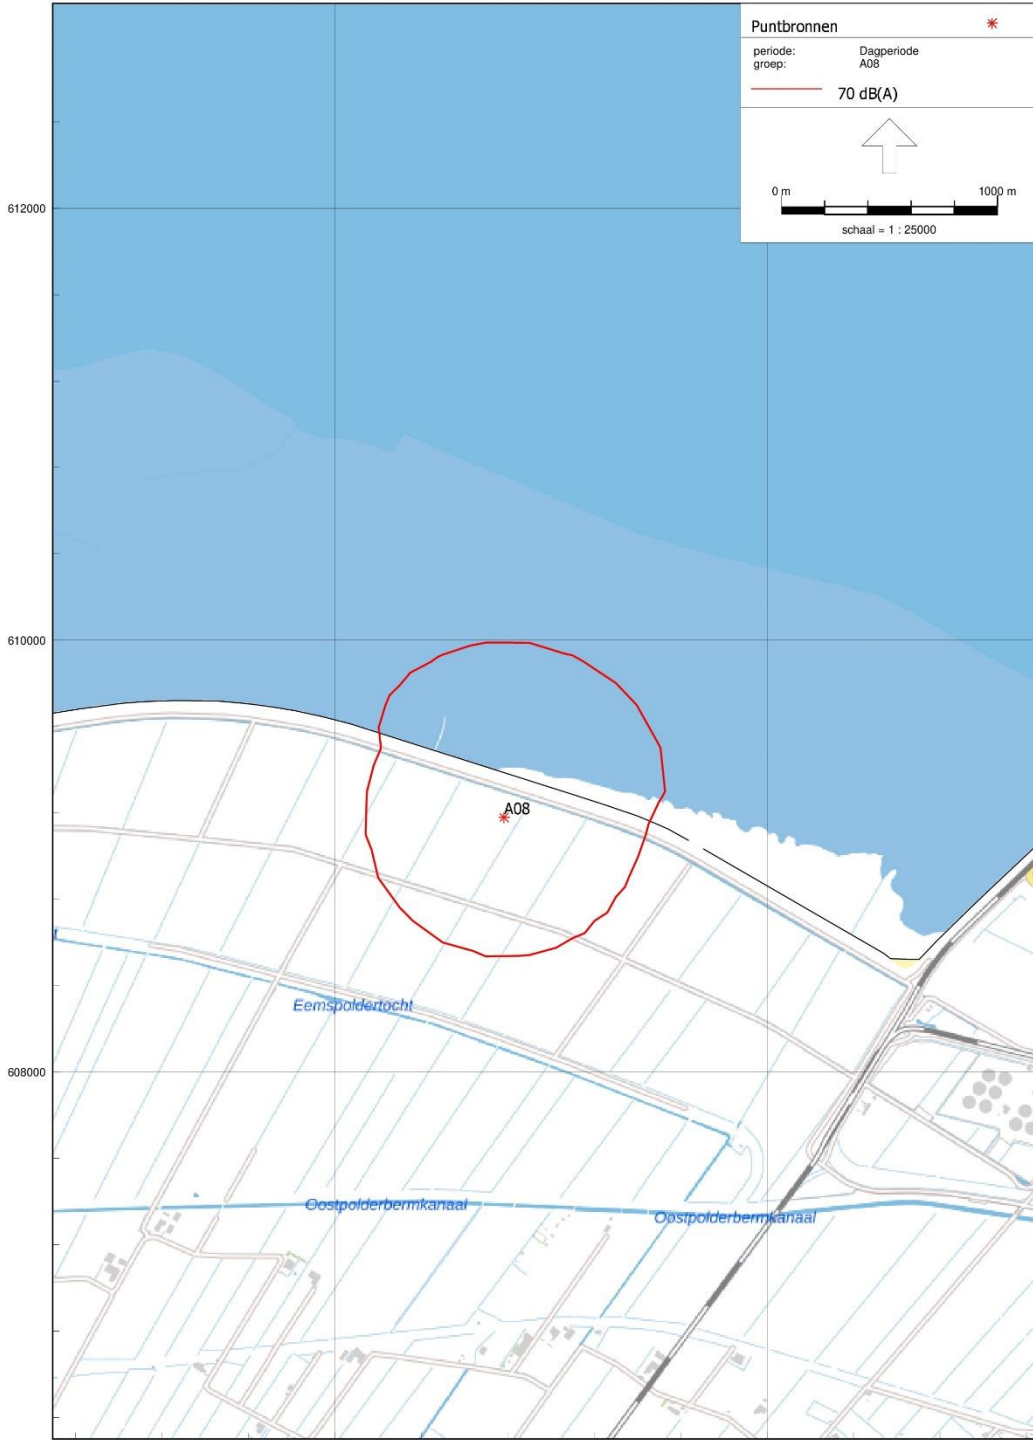 Puntbronnen
periode: Dagperiode
groep: A08
70 dB(A)
0 m 1000 m
schaal = 1 : 25000
612000
610000
A08
Eemspoldertocht
608000
Oostpolderbermkanaal
Oostpolderbermkanaal